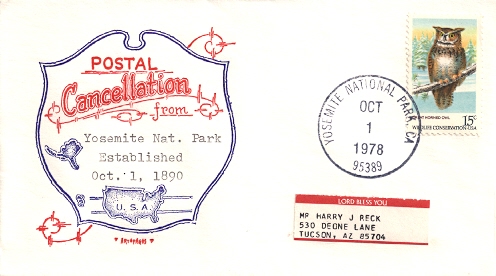 POSTAL
Cancellation
from
Yosemite Nat. Park
Established
Oct. 1, 1890
U. S. A.
YOSEMITE NATIONAL PARK, CA
OCT
1
1978
95389
HORNED OWL
15c
WILDLIFE CONSERVATION-USA
LORD BLESS YOU
MR HARRY J RECK
530 DEONE LANE
TUCSON, AZ 85704